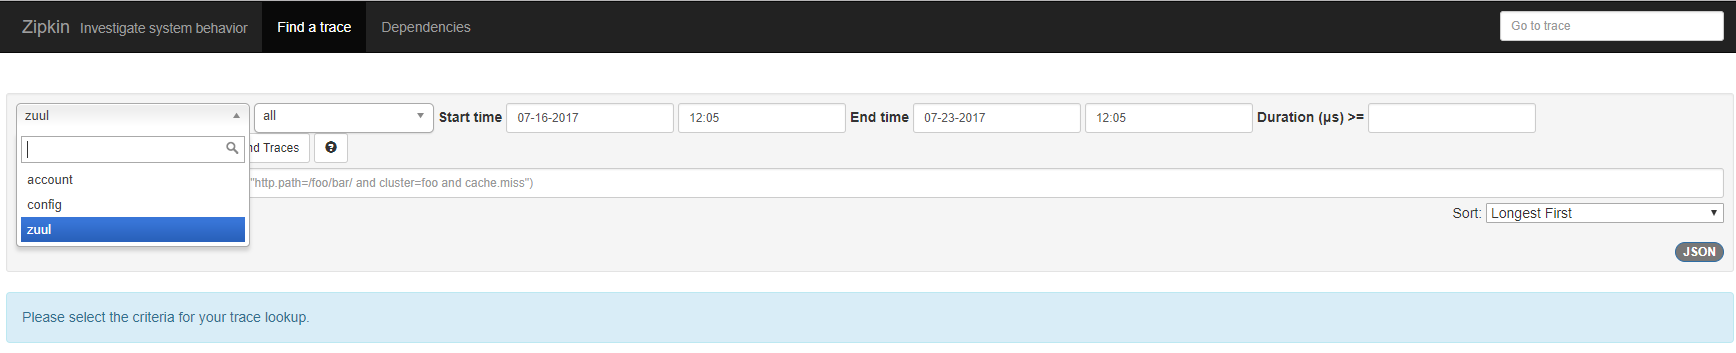 Zipkin Investigate system behavior Find a trace Dependencies Go to trace
zuul all Start time 07-16-2017 12:05 End time 07-23-2017 12:05 Duration (μs) >=
Traces
account
"http.path=/foo/bar/ and cluster=foo and cache.miss")
config
Sort: Longest First
zuul
JSON
Please select the criteria for your trace lookup.